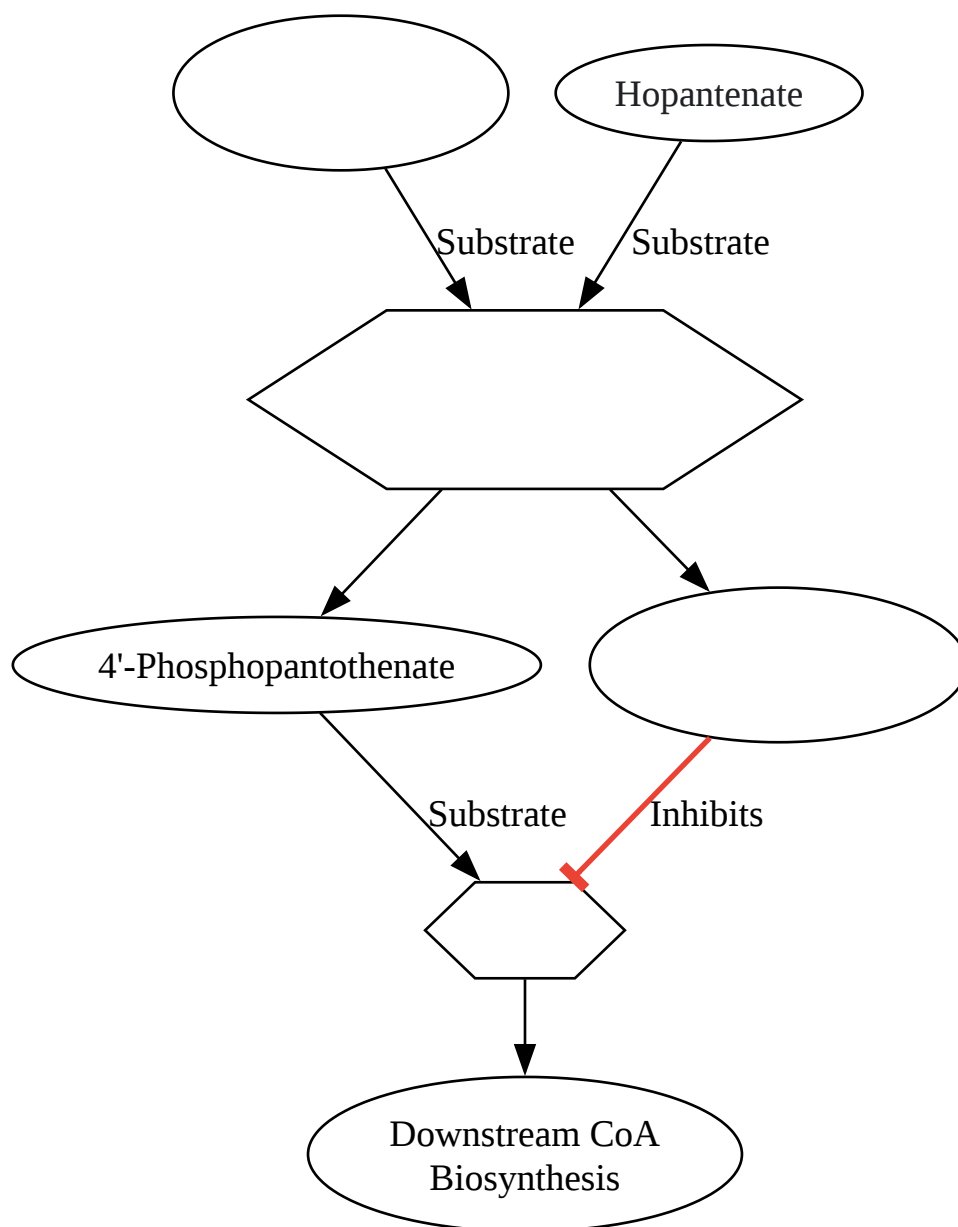 Hopantenate
Substrate
Substrate
4'-Phosphopantothenate
Substrate
Inhibits
Downstream CoA
Biosynthesis